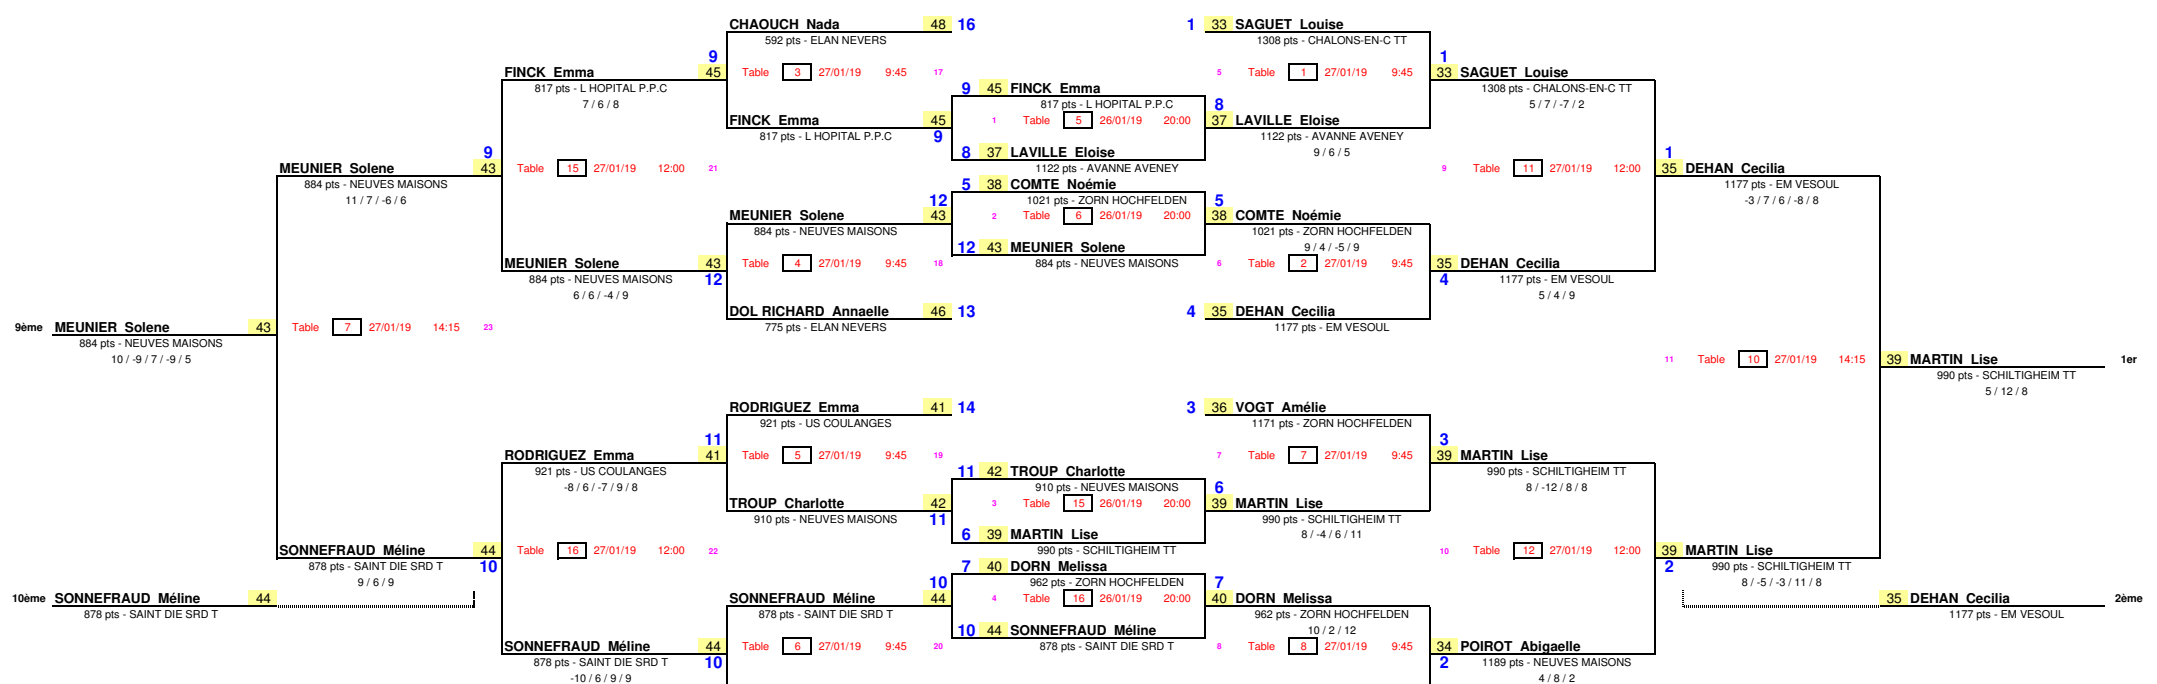 CHAOUCH Nada 48 16 1 33 SAGUET Louise
592 pts - ELAN NEVERS 1308 pts - CHALONS-EN-C TT
9 1
FINCK Emma 45 Table 3 27/01/19 9:45 17 5 Table 1 27/01/19 9:45 33 SAGUET Louise
817 pts - L HOPITAL P.P.C 9 45 FINCK Emma 1308 pts - CHALONS-EN-C TT
7 / 6 / 8 817 pts - L HOPITAL P.P.C 8 5 / 7 / -7 / 2
FINCK Emma 45 1 Table 5 26/01/19 20:00 37 LAVILLE Eloise
817 pts - L HOPITAL P.P.C 9 1122 pts - AVANNE AVENEY
9 8 37 LAVILLE Eloise 9 / 6 / 5 1
MEUNIER Solene 43 Table 15 27/01/19 12:00 21 1122 pts - AVANNE AVENEY 9 Table 11 27/01/19 12:00 35 DEHAN Cecilia
884 pts - NEUVES MAISONS 5 38 COMTE Noémie 1177 pts - EM VESOUL
11 / 7 / -6 / 6 12 1021 pts - ZORN HOCHFELDEN 5 -3 / 7 / 6 / -8 / 8
MEUNIER Solene 43 2 Table 6 26/01/19 20:00 38 COMTE Noémie
884 pts - NEUVES MAISONS 1021 pts - ZORN HOCHFELDEN
12 43 MEUNIER Solene 9 / 4 / -5 / 9
MEUNIER Solene 43 Table 4 27/01/19 9:45 18 884 pts - NEUVES MAISONS 6 Table 2 27/01/19 9:45 35 DEHAN Cecilia
884 pts - NEUVES MAISONS 12 4 1177 pts - EM VESOUL
6 / 6 / -4 / 9 5 / 4 / 9
DOL RICHARD Annaelle 46 13 4 35 DEHAN Cecilia
9ème MEUNIER Solene 43 Table 7 27/01/19 14:15 23 775 pts - ELAN NEVERS 1177 pts - EM VESOUL
884 pts - NEUVES MAISONS
10 / -9 / 7 / -9 / 5 11 Table 10 27/01/19 14:15 39 MARTIN Lise 1er
990 pts - SCHILTIGHEIM TT
5 / 12 / 8
RODRIGUEZ Emma 41 14 3 36 VOGT Amélie
921 pts - US COULANGES 1171 pts - ZORN HOCHFELDEN
11 3
RODRIGUEZ Emma 41 Table 5 27/01/19 9:45 19 7 Table 7 27/01/19 9:45 39 MARTIN Lise
921 pts - US COULANGES 11 42 TROUP Charlotte 990 pts - SCHILTIGHEIM TT
-8 / 6 / -7 / 9 / 8 910 pts - NEUVES MAISONS 6 8 / -12 / 8 / 8
TROUP Charlotte 42 3 Table 15 26/01/19 20:00 39 MARTIN Lise
910 pts - NEUVES MAISONS 11 990 pts - SCHILTIGHEIM TT
6 39 MARTIN Lise 8 / -4 / 6 / 11
SONNEFRAUD Méline 44 Table 16 27/01/19 12:00 22 990 pts - SCHILTIGHEIM TT 10 Table 12 27/01/19 12:00 39 MARTIN Lise
878 pts - SAINT DIE SRD T 10 7 40 DORN Melissa 2 990 pts - SCHILTIGHEIM TT
9 / 6 / 9 10 962 pts - ZORN HOCHFELDEN 7 8 / -5 / -3 / 11 / 8
10ème SONNEFRAUD Méline 44 SONNEFRAUD Méline 44 4 Table 16 26/01/19 20:00 40 DORN Melissa 35 DEHAN Cecilia 2ème
878 pts - SAINT DIE SRD T 878 pts - SAINT DIE SRD T 962 pts - ZORN HOCHFELDEN 1177 pts - EM VESOUL
10 44 SONNEFRAUD Méline 10 / 2 / 12
SONNEFRAUD Méline 44 Table 6 27/01/19 9:45 20 878 pts - SAINT DIE SRD T 8 Table 8 27/01/19 9:45 34 POIROT Abigaelle
878 pts - SAINT DIE SRD T 10 2 1189 pts - NEUVES MAISONS
-10 / 6 / 9 / 9 4 / 8 / 2